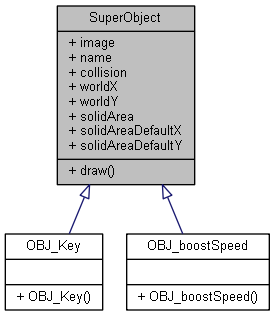 SuperObject
+ image
+ name
+ collision
+ worldX
+ worldY
+ solidArea
+ solidAreaDefaultX
+ solidAreaDefaultY
+ draw()
OBJ_Key
+ OBJ_Key()
OBJ_boostSpeed
+ OBJ_boostSpeed()